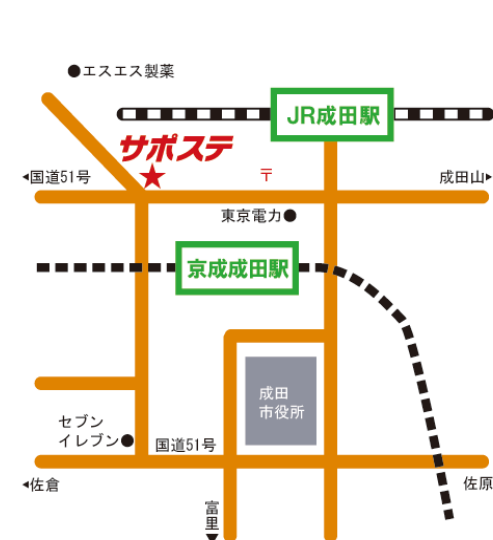 ●エスエス製薬
JR成田駅
サポステ
★
〒
◂国道51号
成田山▸
東京電力●
京成成田駅
成田
市役所
セブン
イレブン●
国道51号
◂佐倉
佐原
富里▼